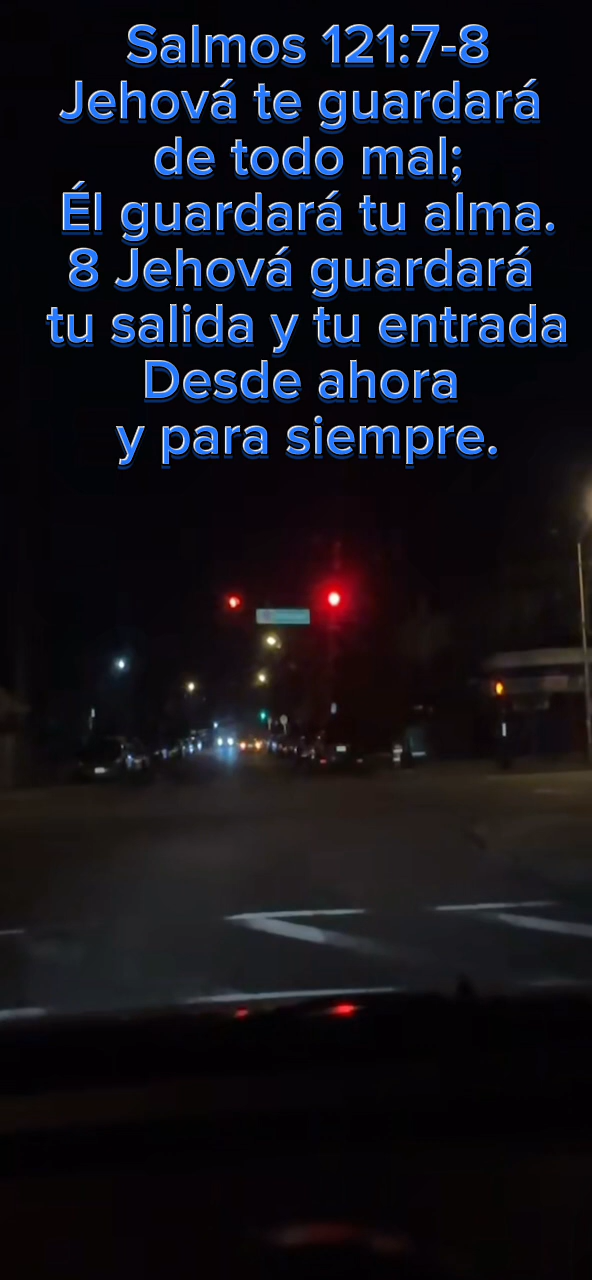 Salmos 121:7-8
Jehová te guardará
de todo mal;
Él guardará tu alma.
8 Jehová guardará
tu salida y tu entrada
Desde ahora
y para siempre.